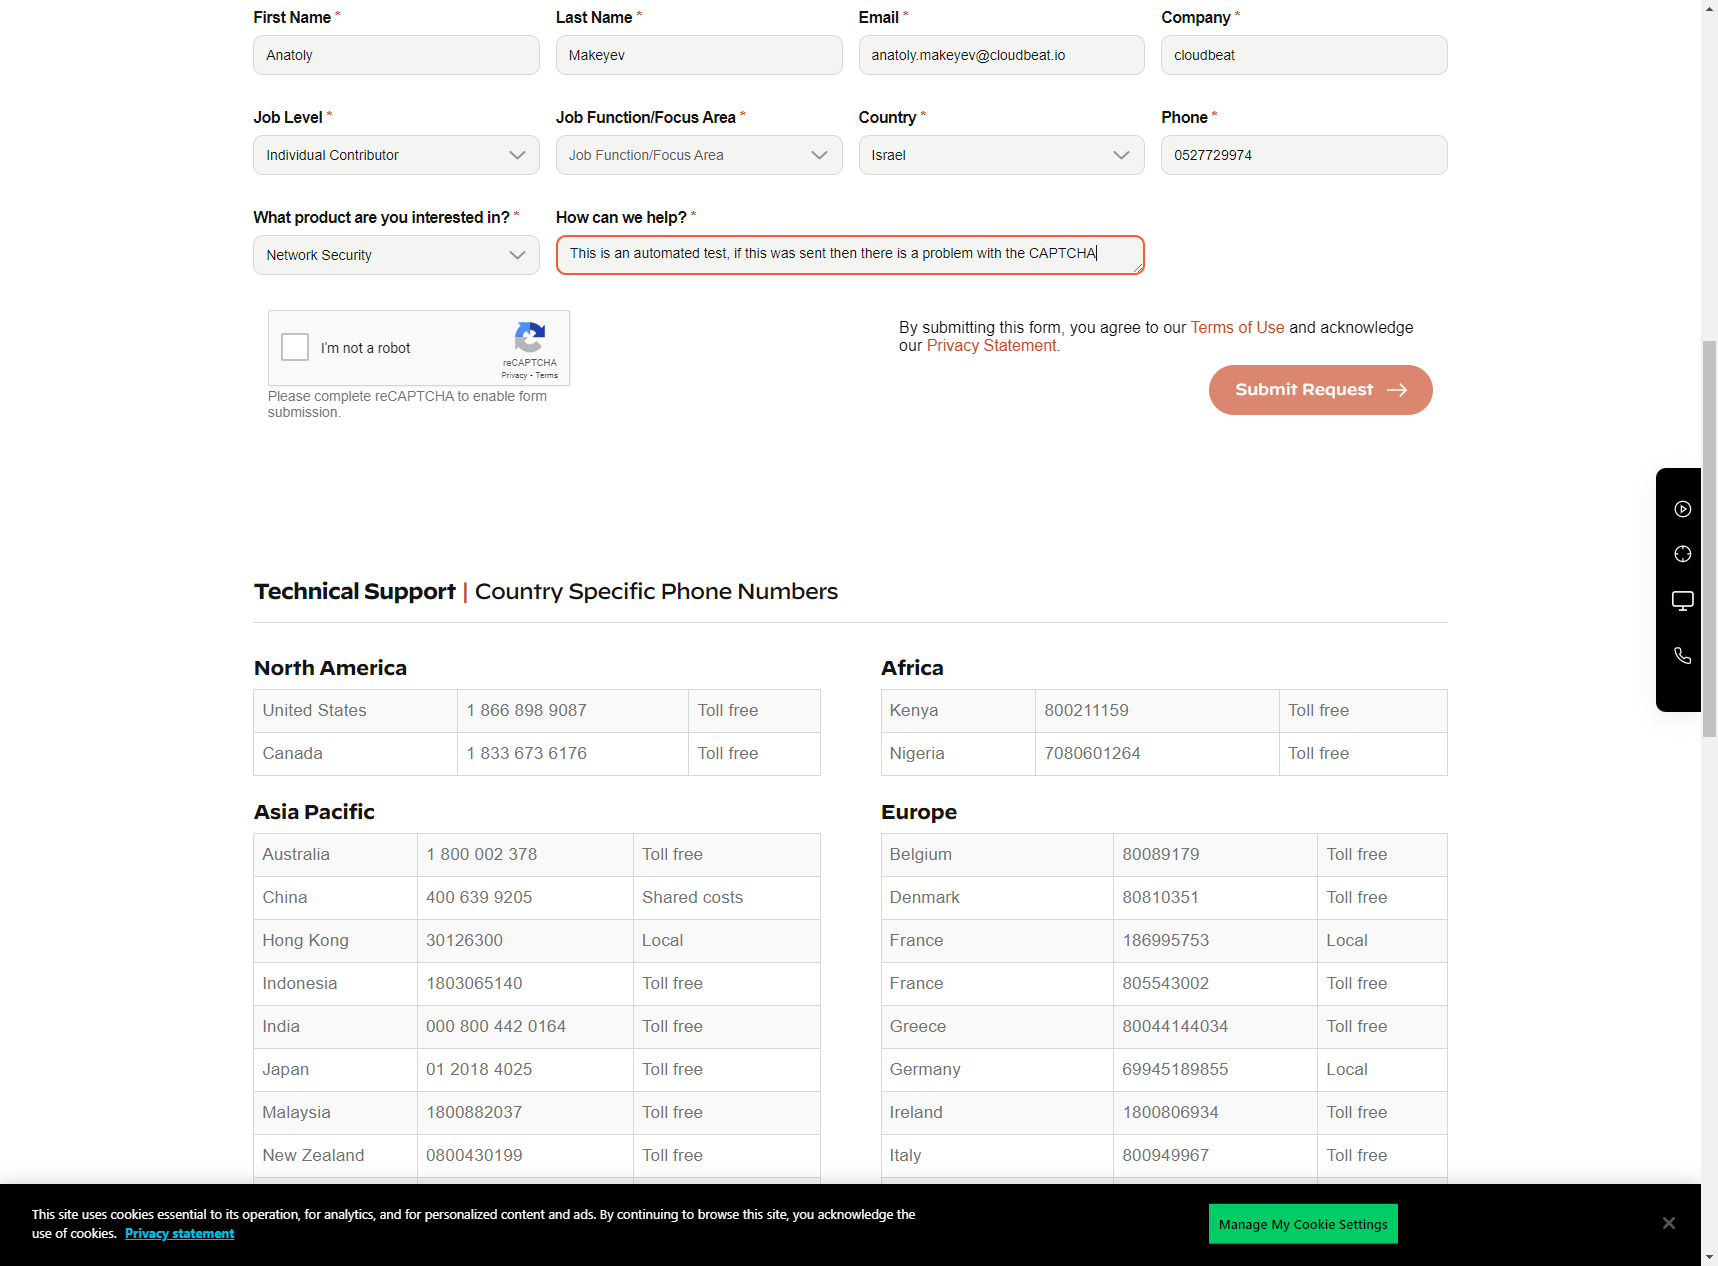 First Name *
Last Name *
Email *
Company *
Anatoly
Makeyev
anatoly.makeyev@cloudbeat.io
cloudbeat
Job Level *
Job Function/Focus Area *
Country *
Phone *
Individual Contributor
Job Function/Focus Area
Israel
0527729974
What product are you interested in? *
How can we help? *
Network Security
This is an automated test, if this was sent then there is a problem with the CAPTCHA
I'm not a robot
reCAPTCHA
Privacy - Terms
Please complete reCAPTCHA to enable form
submission.
By submitting this form, you agree to our Terms of Use and acknowledge
our Privacy Statement.
Submit Request
Technical Support | Country Specific Phone Numbers
North America
United States 1 866 898 9087 Toll free
Canada 1 833 673 6176 Toll free
Africa
Kenya 800211159 Toll free
Nigeria 7080601264 Toll free
Asia Pacific
Australia 1 800 002 378 Toll free
China 400 639 9205 Shared costs
Hong Kong 30126300 Local
Indonesia 1803065140 Toll free
India 000 800 442 0164 Toll free
Japan 01 2018 4025 Toll free
Malaysia 1800882037 Toll free
New Zealand 0800430199 Toll free
Europe
Belgium 80089179 Toll free
Denmark 80810351 Toll free
France 186995753 Local
France 805543002 Toll free
Greece 80044144034 Toll free
Germany 69945189855 Local
Ireland 1800806934 Toll free
Italy 800949967 Toll free
This site uses cookies essential to its operation, for analytics, and for personalized content and ads. By continuing to browse this site, you acknowledge the
use of cookies. Privacy statement
Manage My Cookie Settings